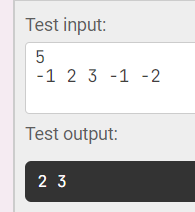 Test input:
5
-1 2 3 -1 -2
Test output:
2 3